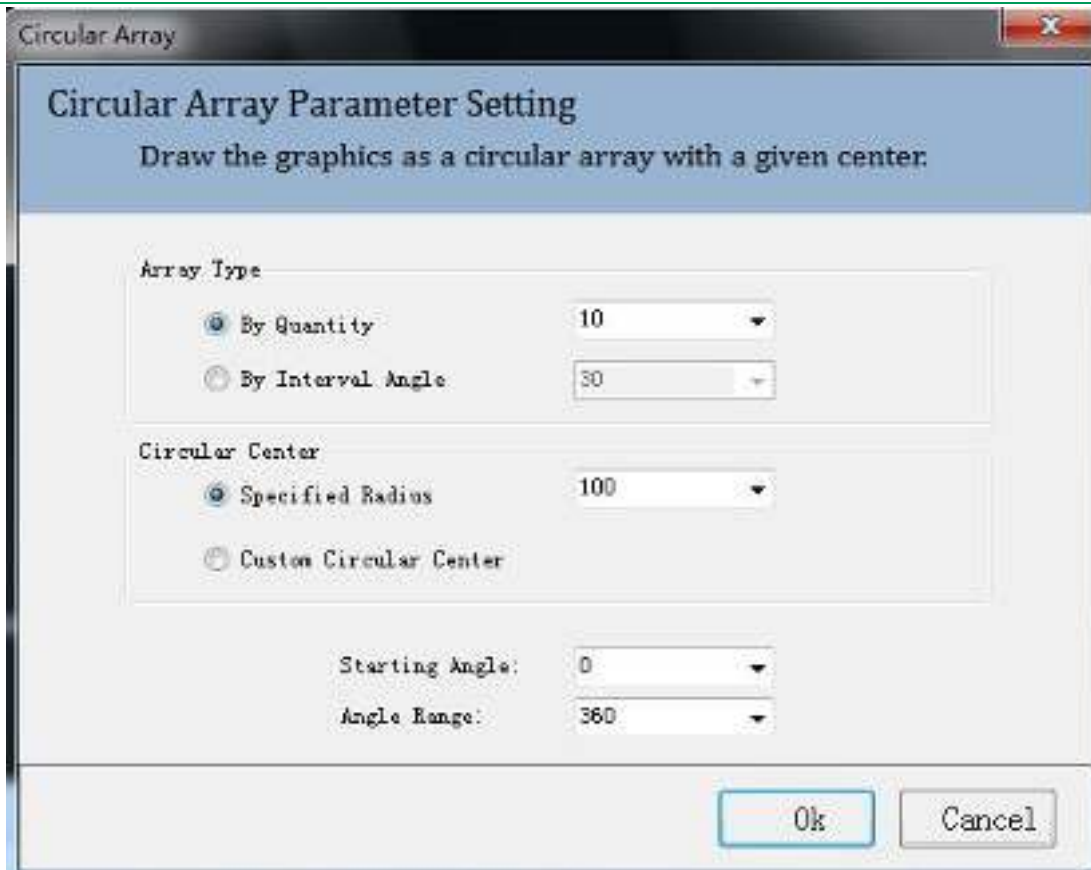 Circular Array
Circular Array Parameter Setting
Draw the graphics as a circular array with a given center.
Array Type
By Quantity 10
By Interval Angle 30
Circular Center
Specified Radius 100
Custom Circular Center
Starting Angle: 0
Angle Range: 360
Ok Cancel